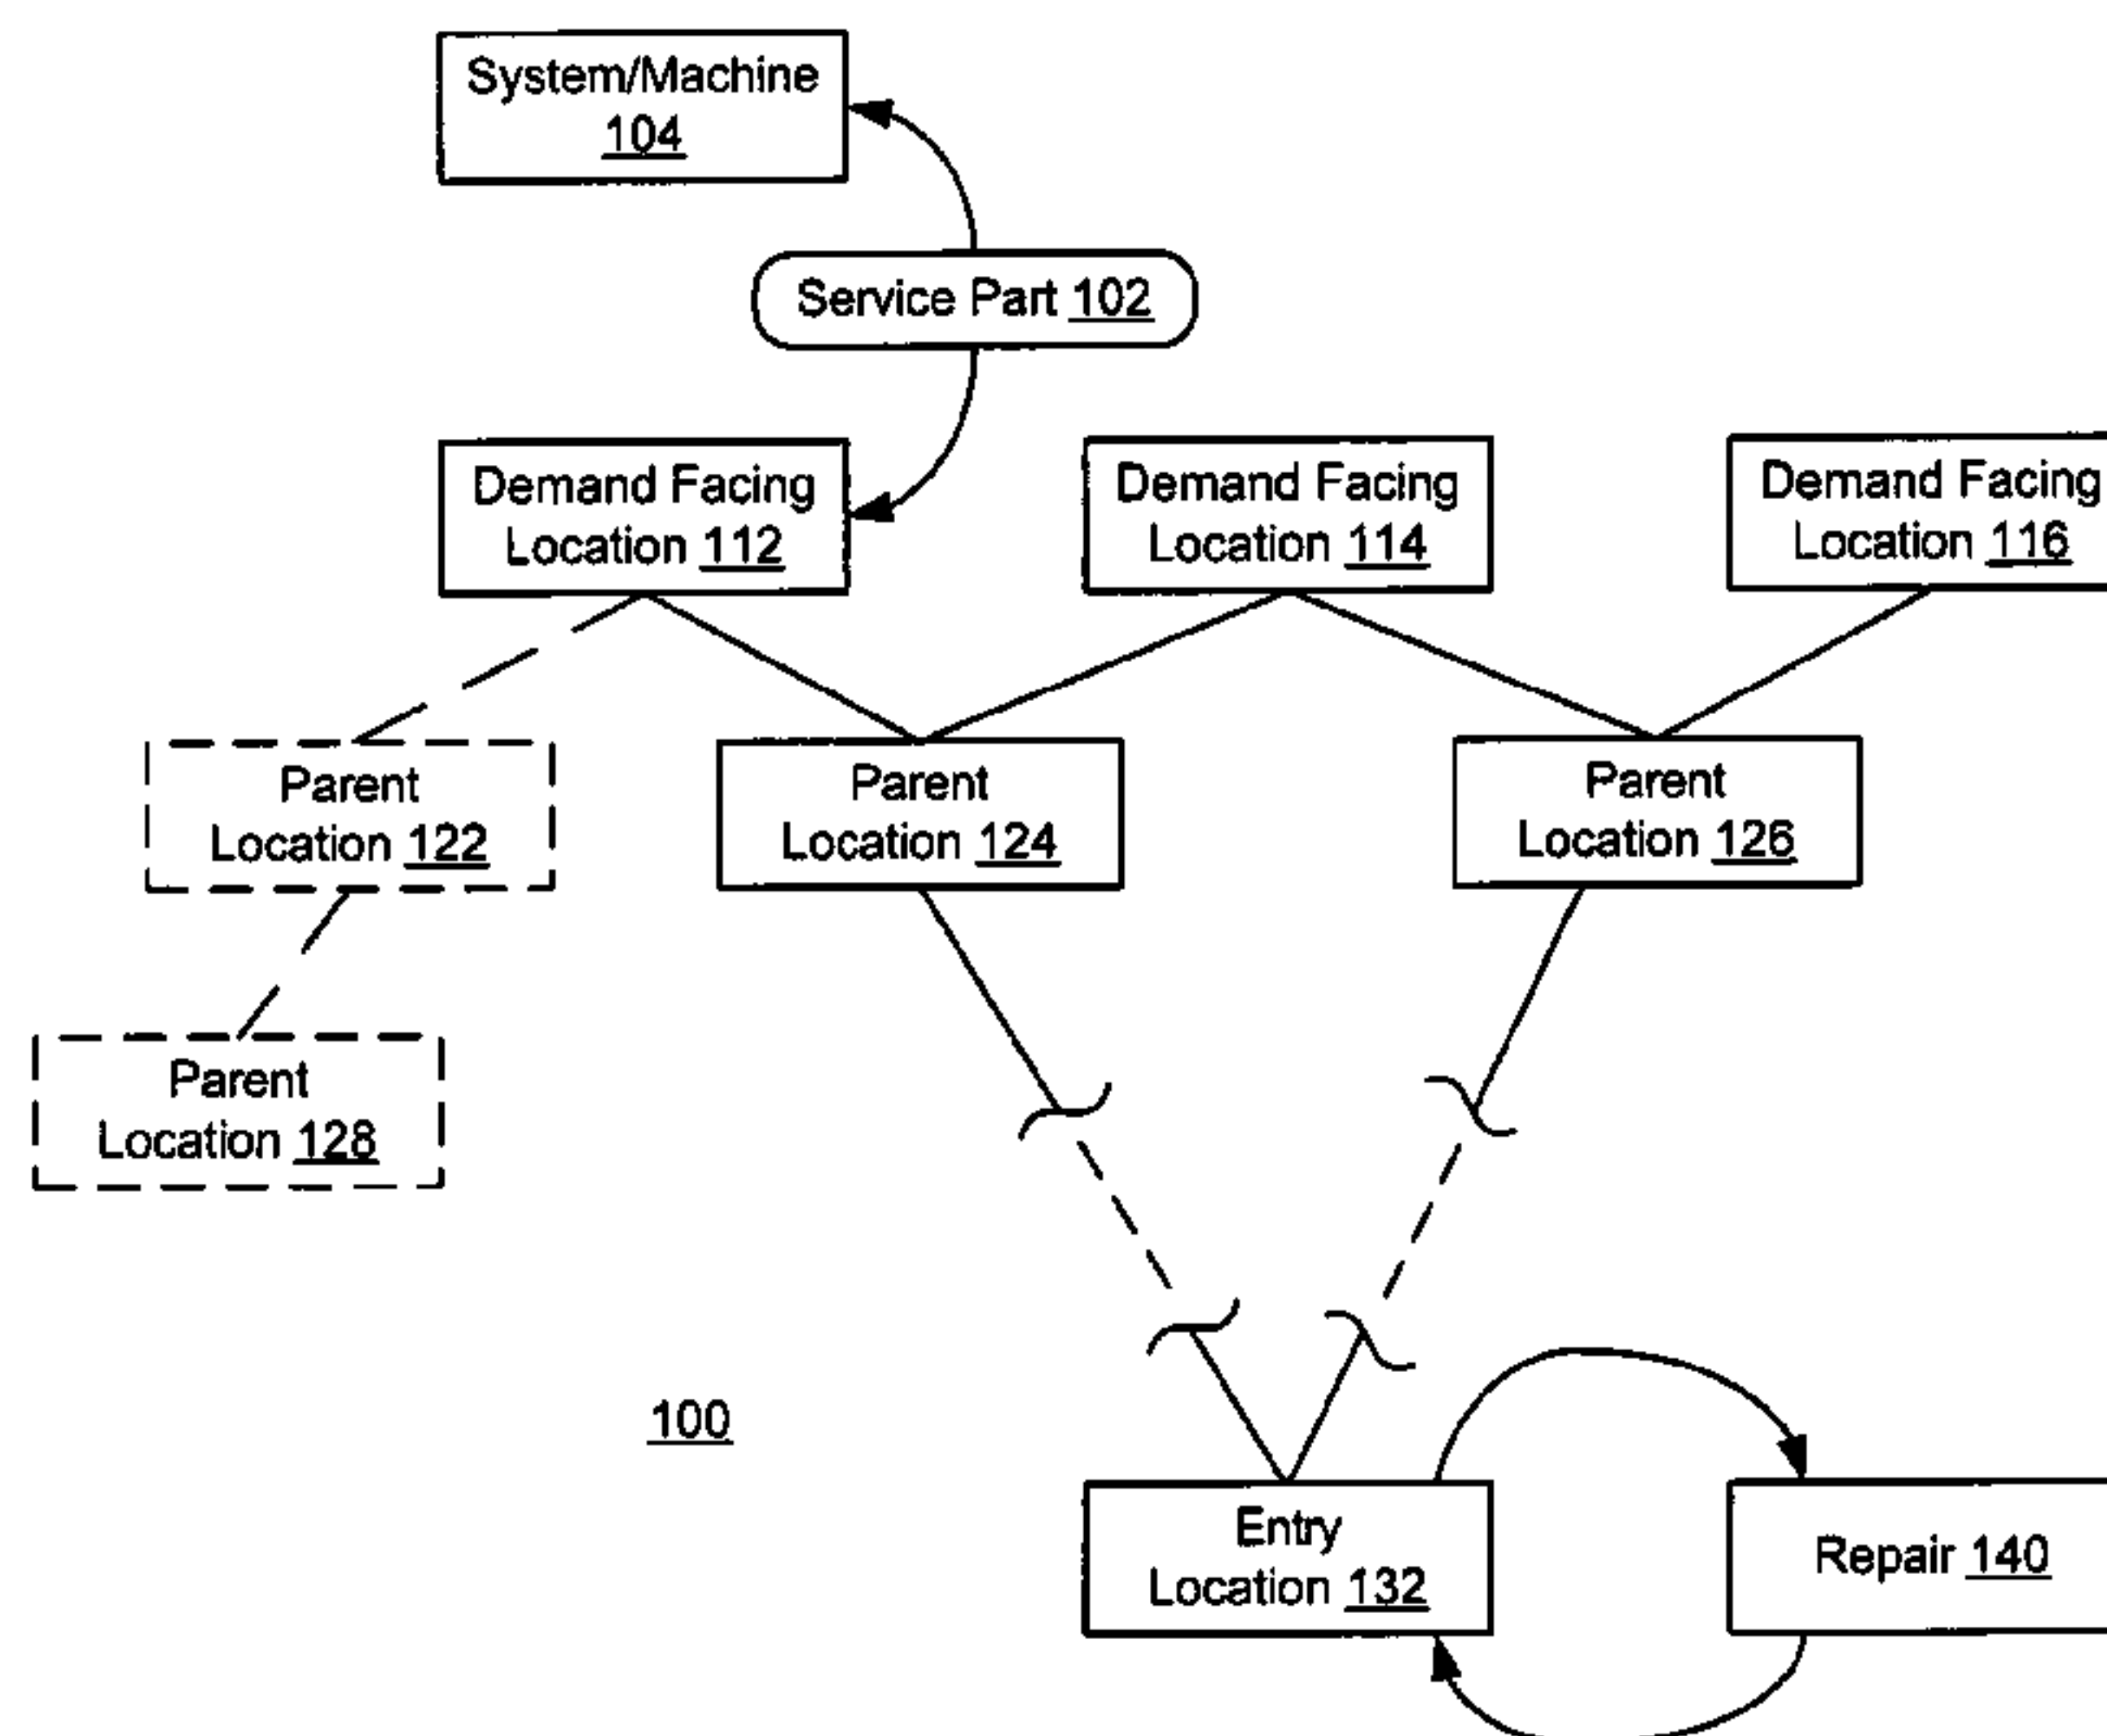 System/Machine
104
Service Part 102
Demand Facing
Location 112
Demand Facing
Location 114
Demand Facing
Location 116
Parent
Location 122
Parent
Location 124
Parent
Location 126
Parent
Location 128
100
Entry
Location 132
Repair 140